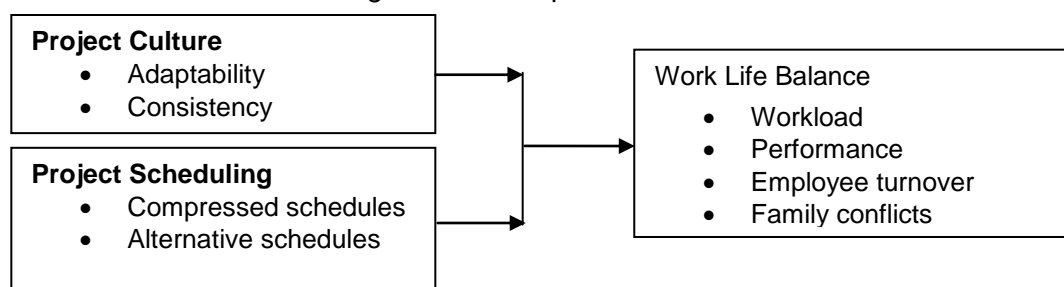 Project Culture
• Adaptability
• Consistency
Project Scheduling
• Compressed schedules
• Alternative schedules
Work Life Balance
• Workload
• Performance
• Employee turnover
• Family conflicts